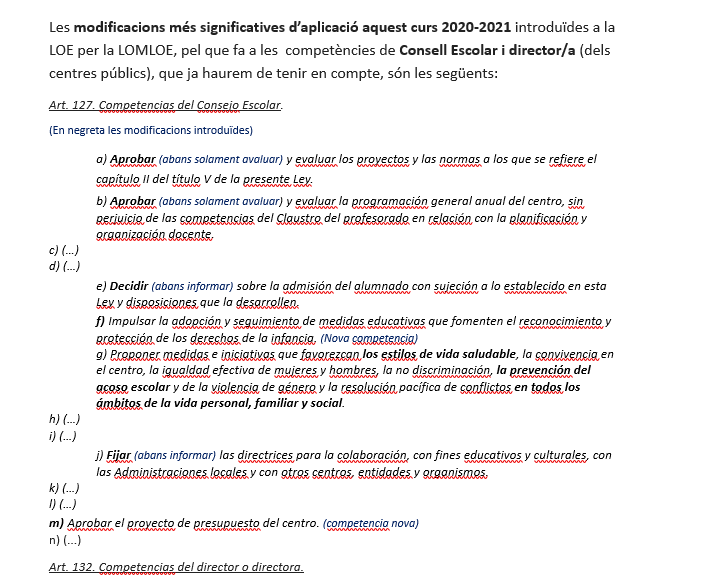 Les modificacions més significatives d’aplicació aquest curs 2020-2021 introduïdes a la
LOE per la LOMLOE, pel que fa a les competències de Consell Escolar i director/a (dels
centres públics), que ja haurem de tenir en compte, són les següents:
Art. 127. Competencias del Consejo Escolar.
(En negreta les modificacions introduïdes)
a) Aprobar (abans solament avaluar) y evaluar los proyectos y las normas a los que se refiere el
capítulo II del título V de la presente Ley.
b) Aprobar (abans solament avaluar) y evaluar la programación general anual del centro, sin
perjuicio de las competencias del Claustro del profesorado en relación con la planificación y
organización docente.
c) (...)
d) (...)
e) Decidir (abans informar) sobre la admisión del alumnado con sujeción a lo establecido en esta
Ley y disposiciones que la desarrollen.
f) Impulsar la adopción y seguimiento de medidas educativas que fomenten el reconocimiento y
protección de los derechos de la infancia. (Nova competencia)
g) Proponer medidas e iniciativas que favorezcan los estilos de vida saludable, la convivencia en
el centro, la igualdad efectiva de mujeres y hombres, la no discriminación, la prevención del
acoso escolar y de la violencia de género y la resolución pacífica de conflictos en todos los
ámbitos de la vida personal, familiar y social.
h) (...)
i) (...)
j) Fijar (abans informar) las directrices para la colaboración, con fines educativos y culturales, con
las Administraciones locales y con otros centros, entidades y organismos.
k) (...)
l) (...)
m) Aprobar el proyecto de presupuesto del centro. (competencia nova)
n) (...)
Art. 132. Competencias del director o directora.